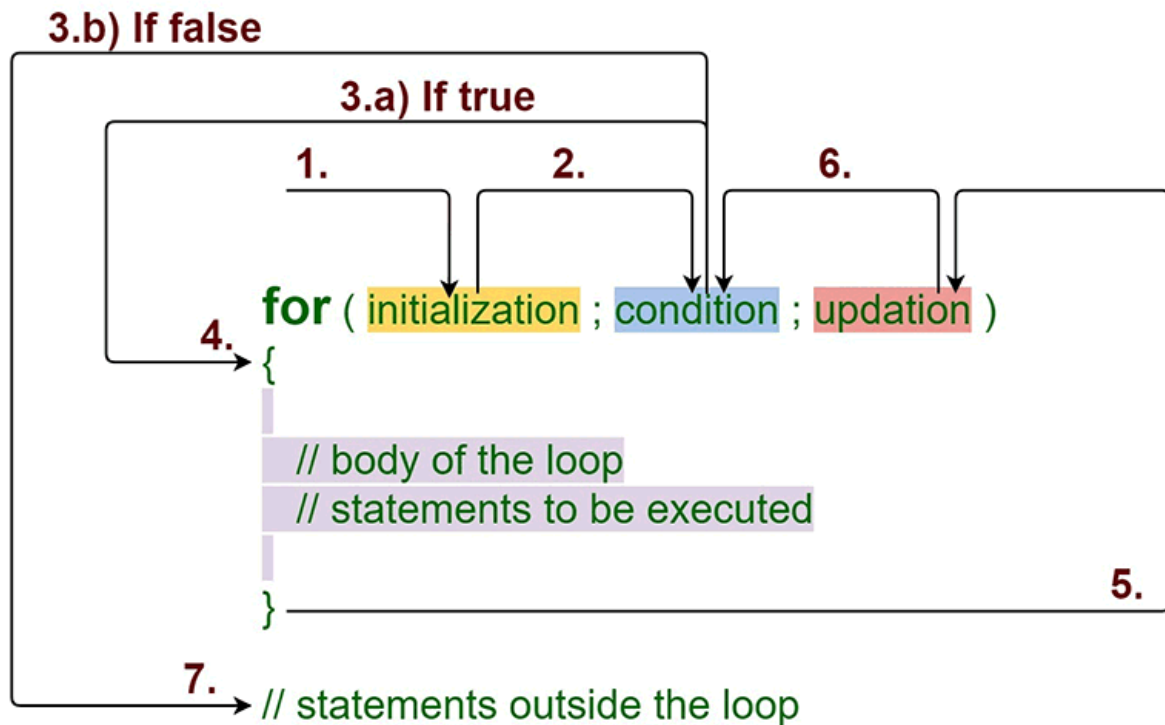 3.b) If false
3.a) If true
1. 2. 6.
for ( initialization ; condition ; updation )
4.
{
// body of the loop
// statements to be executed
5.
}
7.
// statements outside the loop